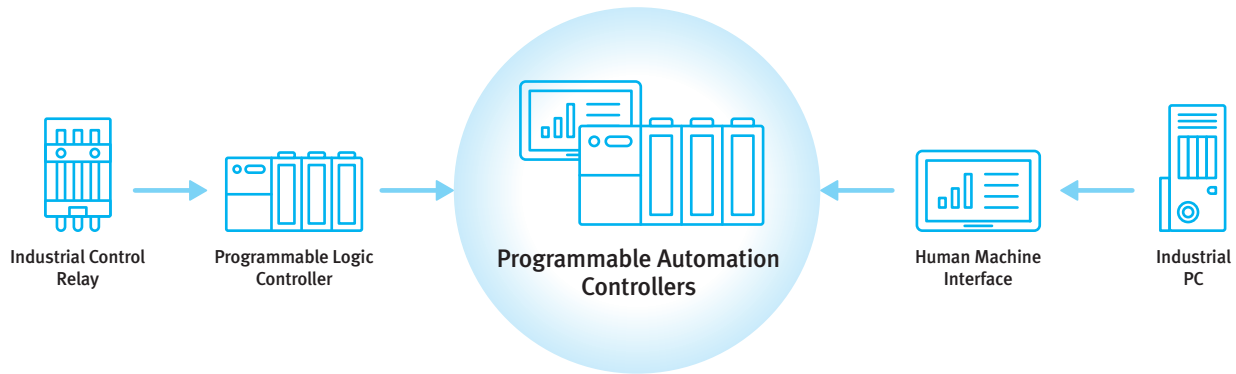 Industrial Control
Relay
Programmable Logic
Controller
Programmable Automation
Controllers
Human Machine
Interface
Industrial
PC